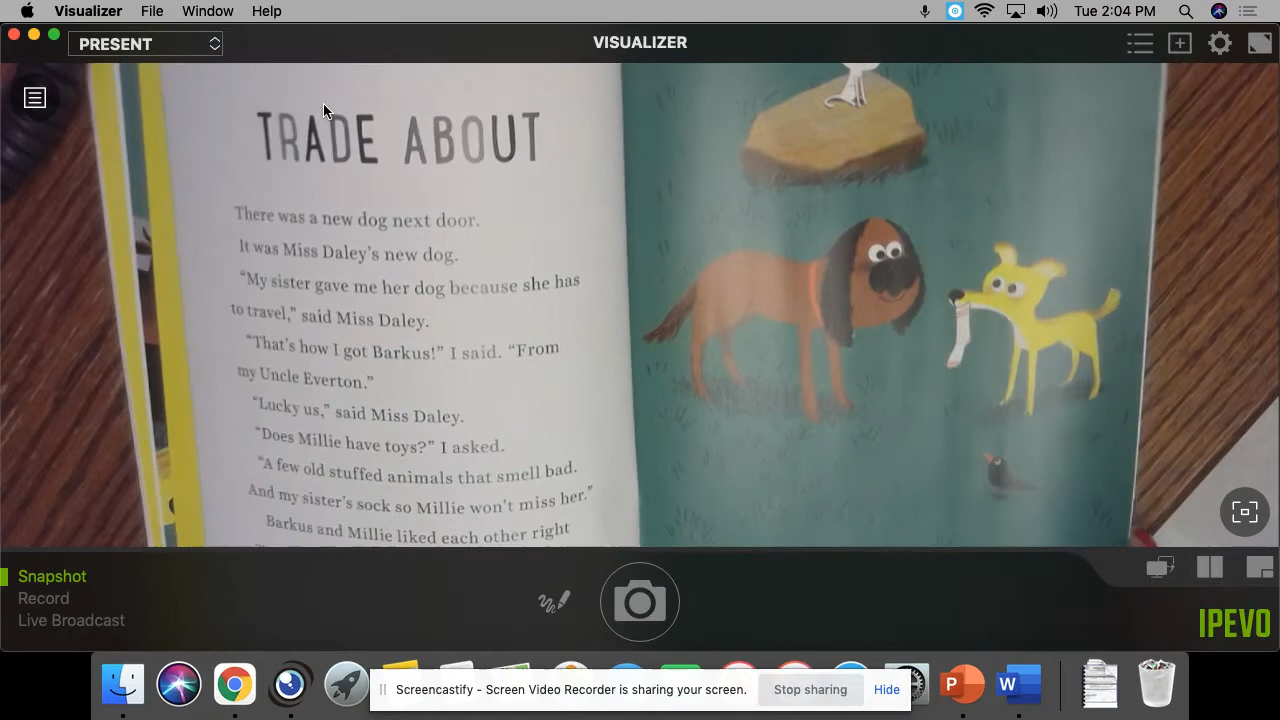 Visualizer File Window Help Tue 2:04 PM
PRESENT VISUALIZER
TRADE ABOUT
There was a new dog next door.
It was Miss Daley's new dog.
"My sister gave me her dog because she has
to travel," said Miss Daley.
"That's how I got Barkus!" I said. "From
my Uncle Everton."
"Lucky us," said Miss Daley.
"Does Millie have toys?" I asked.
"A few old stuffed animals that smell bad.
And my sister's sock so Millie won't miss her."
Barkus and Millie liked each other right
Snapshot
Record
Live Broadcast
IPEVO
Screencastify - Screen Video Recorder is sharing your screen. Stop sharing Hide
P W